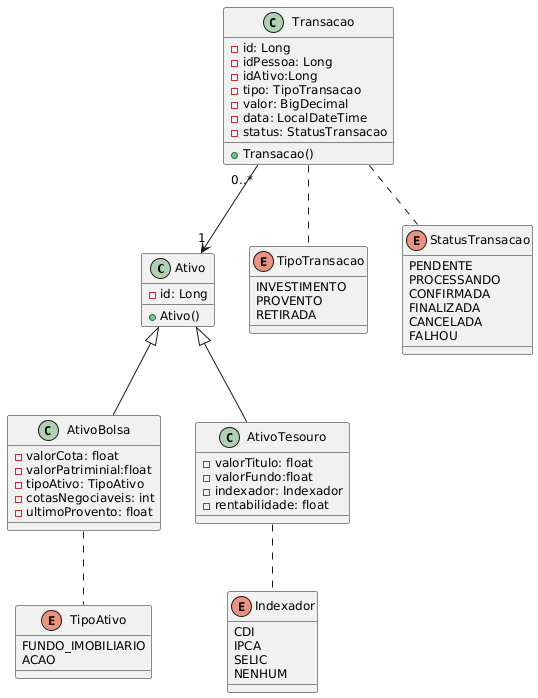 C Transacao
id: Long
idPessoa: Long
idAtivo:Long
tipo: TipoTransacao
valor: BigDecimal
data: LocalDateTime
status: StatusTransacao
Transacao()
0..*
1
C Ativo
id: Long
Ativo()
E TipoTransacao
INVESTIMENTO
PROVENTO
RETIRADA
E StatusTransacao
PENDENTE
PROCESSANDO
CONFIRMADA
FINALIZADA
CANCELADA
FALHOU
C AtivoBolsa
valorCota: float
valorPatriminial:float
tipoAtivo: TipoAtivo
cotasNegociaveis: int
ultimoProvento: float
C AtivoTesouro
valorTitulo: float
valorFundo:float
indexador: Indexador
rentabilidade: float
E TipoAtivo
FUNDO_IMOBILIARIO
ACAO
E Indexador
CDI
IPCA
SELIC
NENHUM